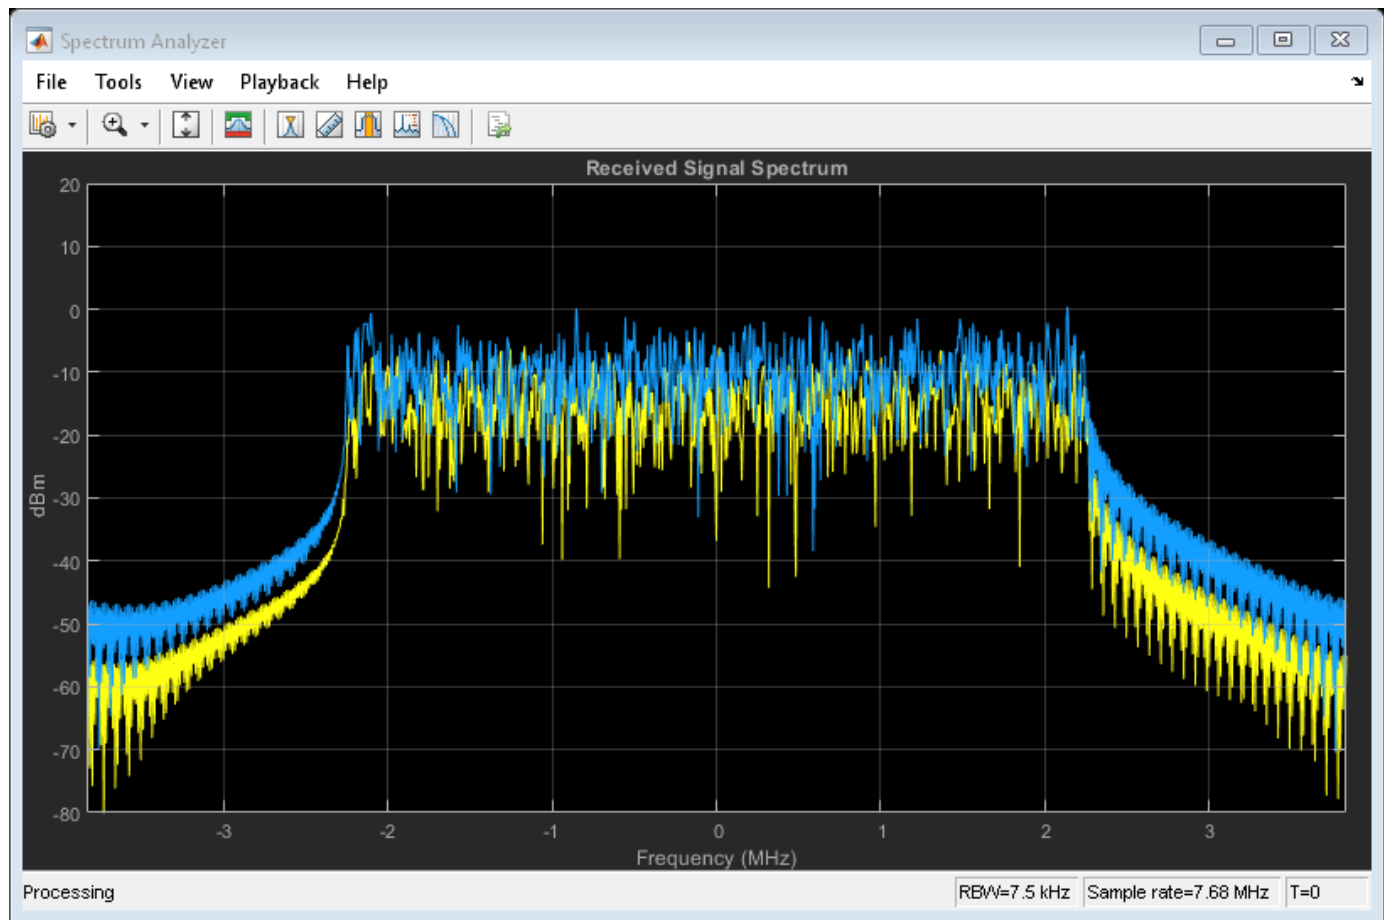 Spectrum Analyzer
File Tools View Playback Help
Received Signal Spectrum
20
10
0
-10
-20
-30
-40
-50
-60
-70
-80
dBm
-3 -2 -1 0 1 2 3
Frequency (MHz)
Processing RBW=7.5 kHz Sample rate=7.68 MHz T=0